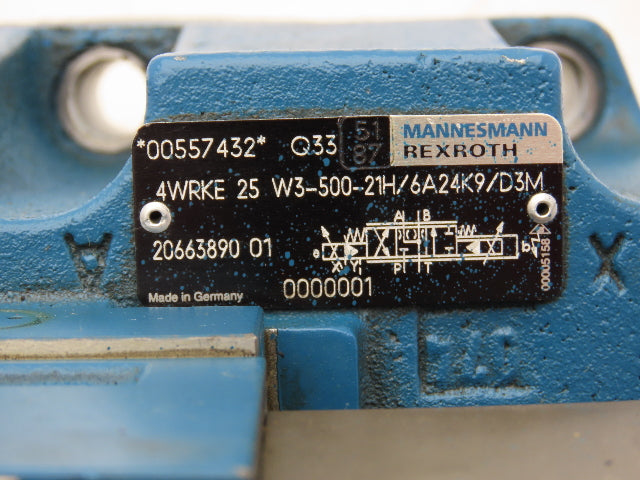 *00557432* Q33 51 87 MANNESMANN REXROTH
4WRKE 25 W3-500-21H/6A24K9/D3M
20663890 01
A B
a X Y P T b
00005158
Made in Germany
0000001
A
X